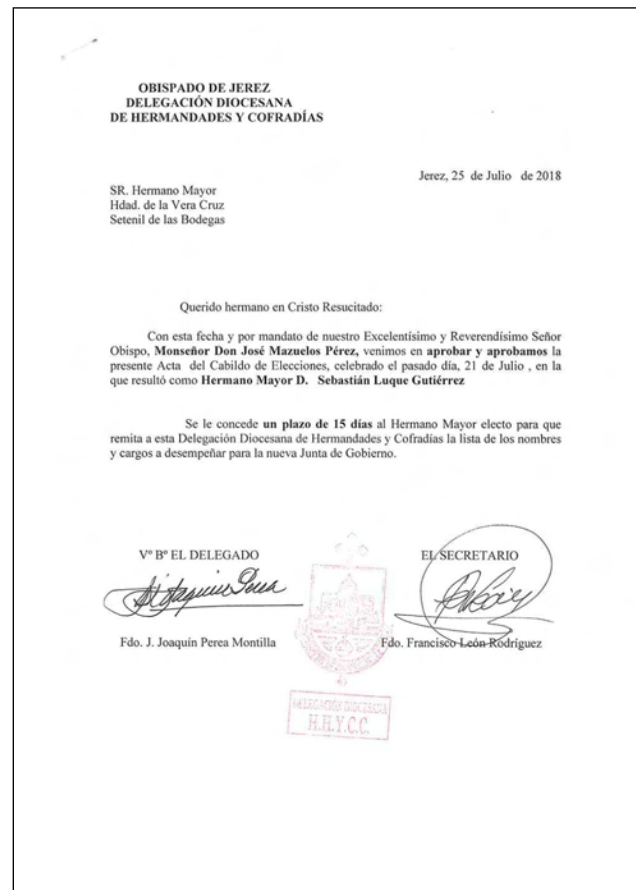 OBISPADO DE JEREZ
DELEGACIÓN DIOCESANA
DE HERMANDADES Y COFRADÍAS
Jerez, 25 de Julio de 2018
SR. Hermano Mayor
Hdad. de la Vera Cruz
Setenil de las Bodegas
Querido hermano en Cristo Resucitado:
Con esta fecha y por mandato de nuestro Excelentísimo y Reverendísimo Señor
Obispo, Monseñor Don José Mazuelos Pérez, venimos en aprobar y aprobamos la
presente Acta del Cabildo de Elecciones, celebrado el pasado día, 21 de Julio , en la
que resultó como Hermano Mayor D. Sebastián Luque Gutiérrez
Se le concede un plazo de 15 días al Hermano Mayor electo para que
remita a esta Delegación Diocesana de Hermandades y Cofradías la lista de los nombres
y cargos a desempeñar para la nueva Junta de Gobierno.
Vº Bº EL DELEGADO
EL SECRETARIO
Fdo. J. Joaquín Perea Montilla
Fdo. Francisco León Rodríguez
DELEGACIÓN DIOCESANA
H.H.Y.C.C.